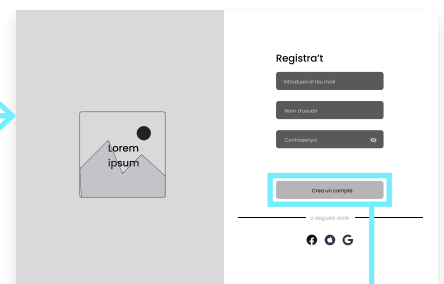 Registra't
Introdueix el teu mail
Nom d'usuari
Lorem
ipsum
Contrasenya
Crea un compte
o segueix amb